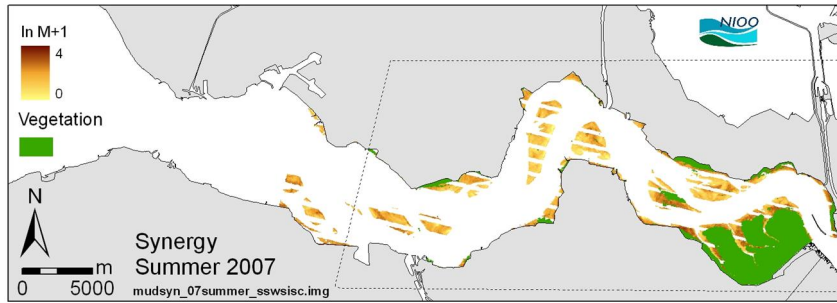 ln M+1
4
0
Vegetation
NIOO
N
m
0 5000
Synergy
Summer 2007
mudsyn_07summer_sswsisc.img